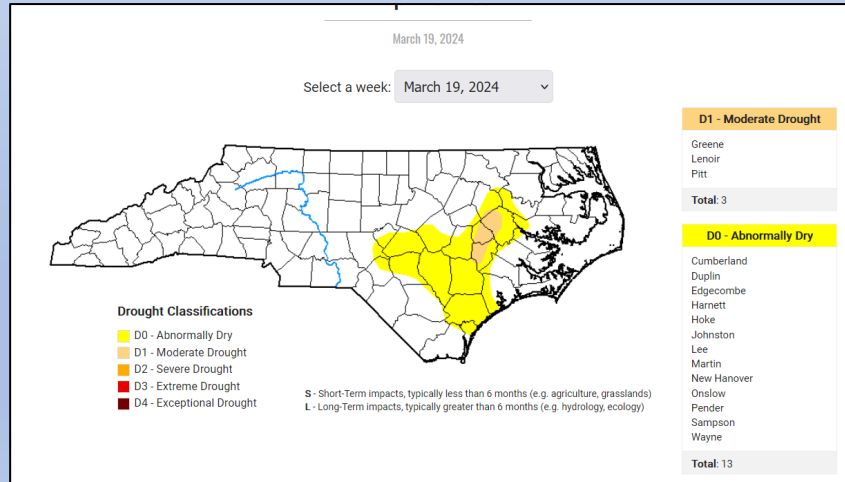 March 19, 2024
Select a week: March 19, 2024
D1 - Moderate Drought
Greene
Lenoir
Pitt
Total: 3
D0 - Abnormally Dry
Cumberland
Duplin
Edgecombe
Harnett
Hoke
Johnston
Lee
Martin
New Hanover
Onslow
Pender
Sampson
Wayne
Total: 13
Drought Classifications
D0 - Abnormally Dry
D1 - Moderate Drought
D2 - Severe Drought
D3 - Extreme Drought
D4 - Exceptional Drought
S - Short-Term impacts, typically less than 6 months (e.g. agriculture, grasslands)
L - Long-Term impacts, typically greater than 6 months (e.g. hydrology, ecology)